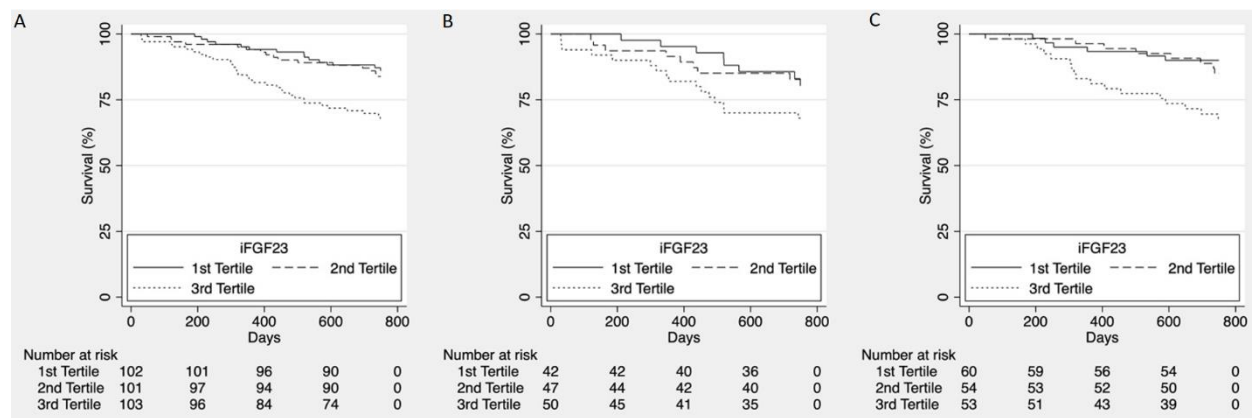 A
100
75
50
25
0
Survival (%)
iFGF23
1st Tertile 2nd Tertile
3rd Tertile
0 200 400 600 800
Days
Number at risk
1st Tertile 102 101 96 90 0
2nd Tertile 101 97 94 90 0
3rd Tertile 103 96 84 74 0
B
100
75
50
25
0
Survival (%)
iFGF23
1st Tertile 2nd Tertile
3rd Tertile
0 200 400 600 800
Days
Number at risk
1st Tertile 42 42 40 36 0
2nd Tertile 47 44 42 40 0
3rd Tertile 50 45 41 35 0
C
100
75
50
25
0
Survival (%)
iFGF23
1st Tertile 2nd Tertile
3rd Tertile
0 200 400 600 800
Days
Number at risk
1st Tertile 60 59 56 54 0
2nd Tertile 54 53 52 50 0
3rd Tertile 53 51 43 39 0